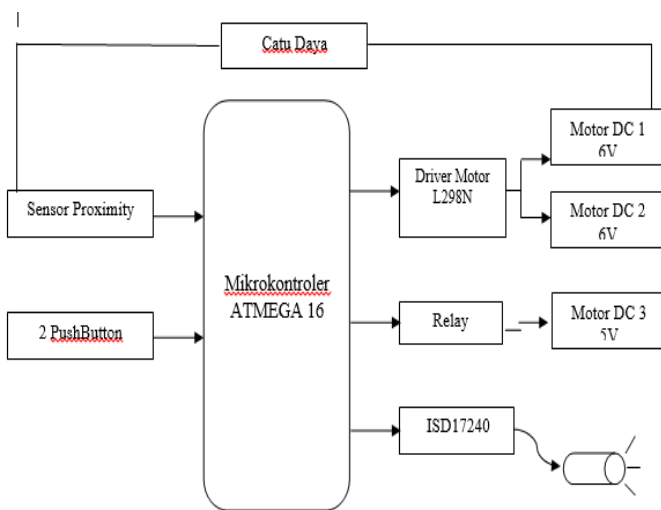 Catu Daya
Motor DC 1
6V
Driver Motor
L298N
Sensor Proximity
Motor DC 2
6V
Mikrokontroler
ATMEGA 16
2 PushButton
Relay
Motor DC 3
5V
ISD17240